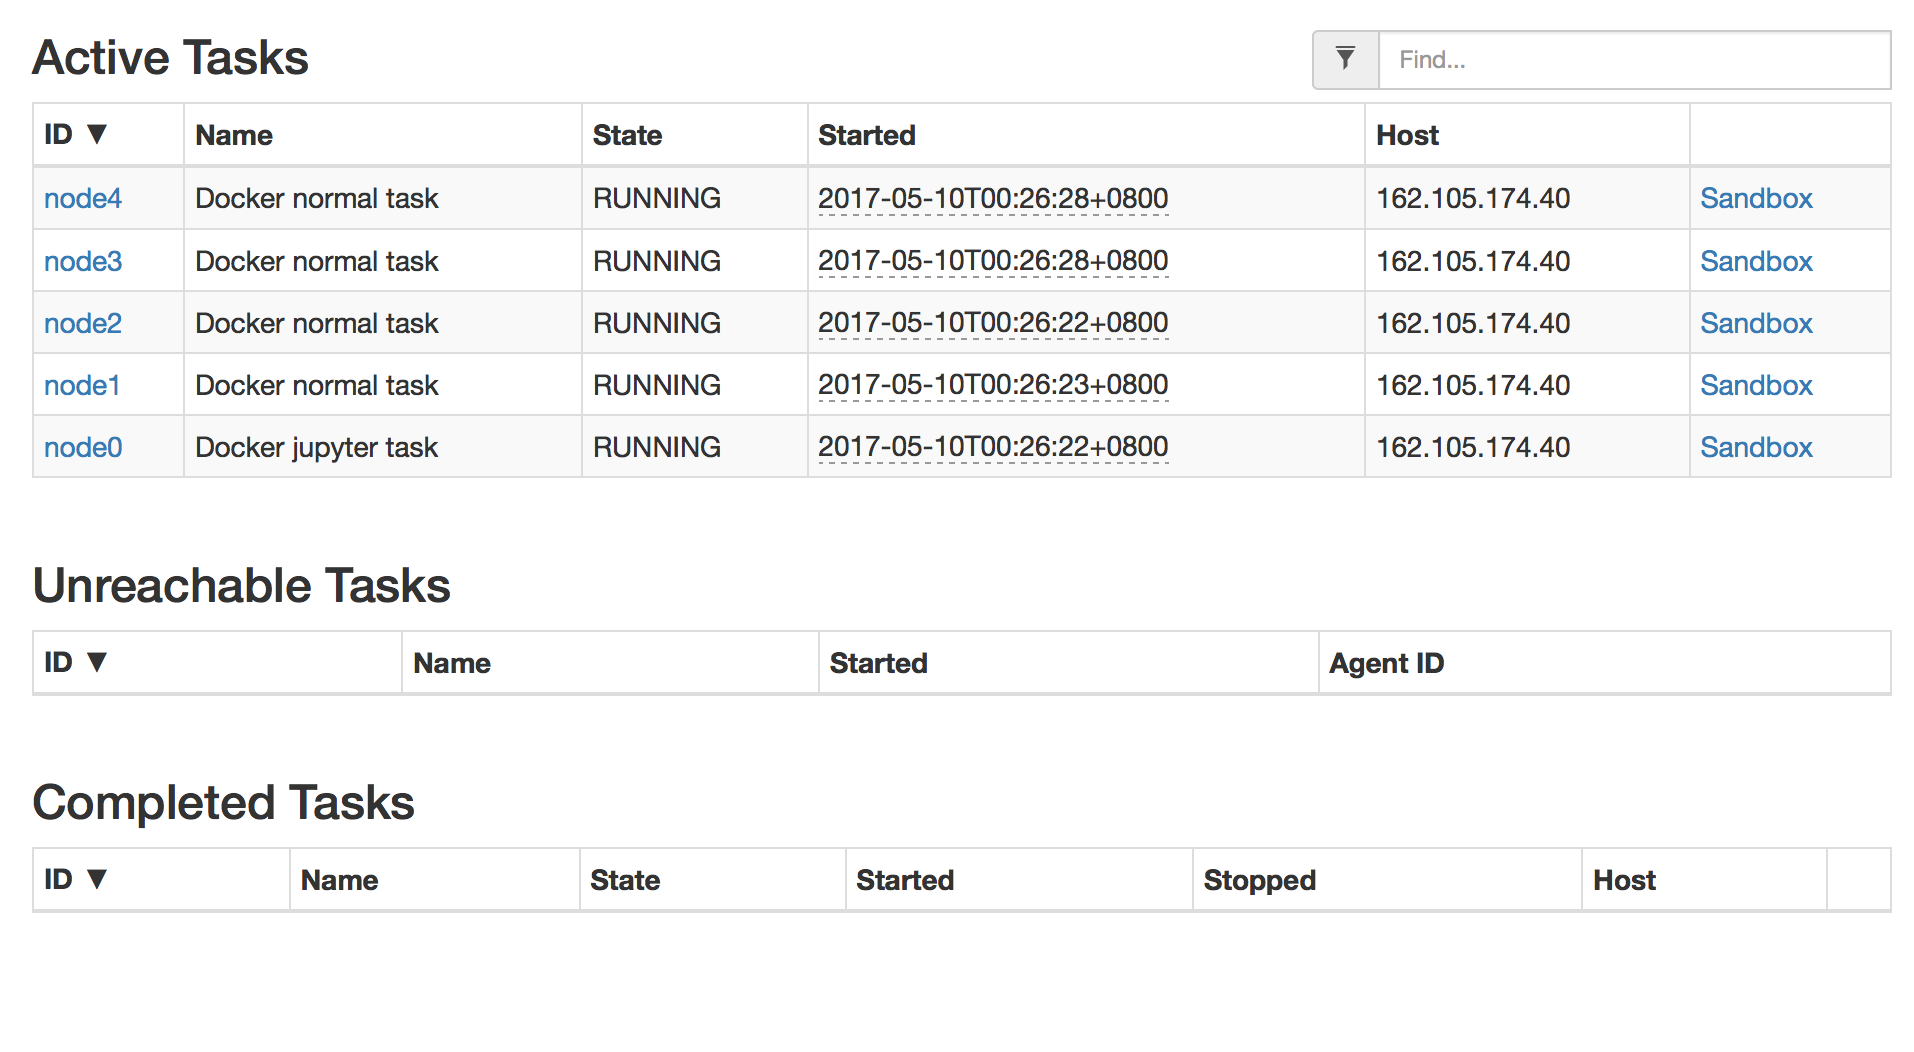 Active Tasks
Find...
ID ▼ Name State Started Host
node4 Docker normal task RUNNING 2017-05-10T00:26:28+0800 162.105.174.40 Sandbox
node3 Docker normal task RUNNING 2017-05-10T00:26:28+0800 162.105.174.40 Sandbox
node2 Docker normal task RUNNING 2017-05-10T00:26:22+0800 162.105.174.40 Sandbox
node1 Docker normal task RUNNING 2017-05-10T00:26:23+0800 162.105.174.40 Sandbox
node0 Docker jupyter task RUNNING 2017-05-10T00:26:22+0800 162.105.174.40 Sandbox
Unreachable Tasks
ID ▼ Name Started Agent ID
Completed Tasks
ID ▼ Name State Started Stopped Host